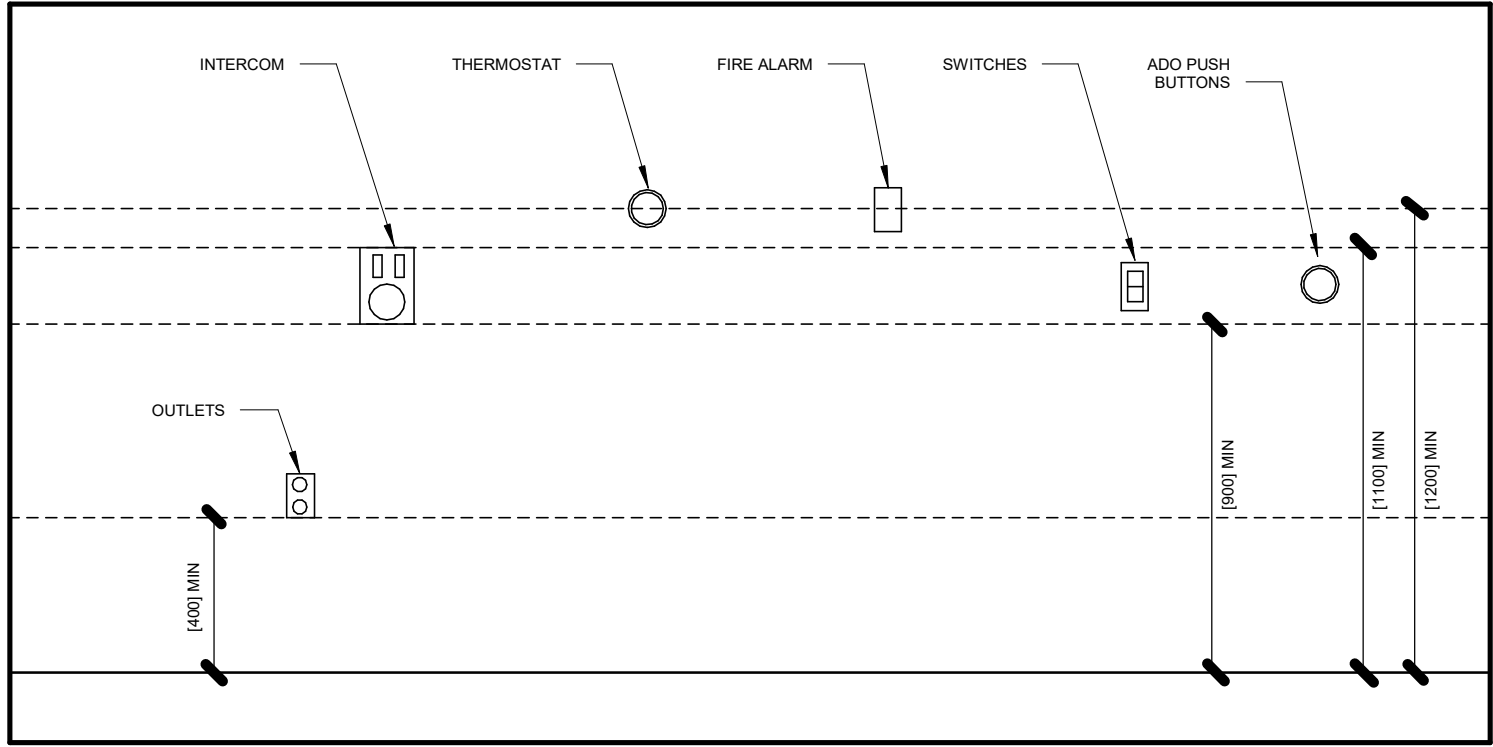 INTERCOM
THERMOSTAT
FIRE ALARM
SWITCHES
ADO PUSH
BUTTONS
OUTLETS
[400] MIN
[900] MIN
[1100] MIN
[1200] MIN